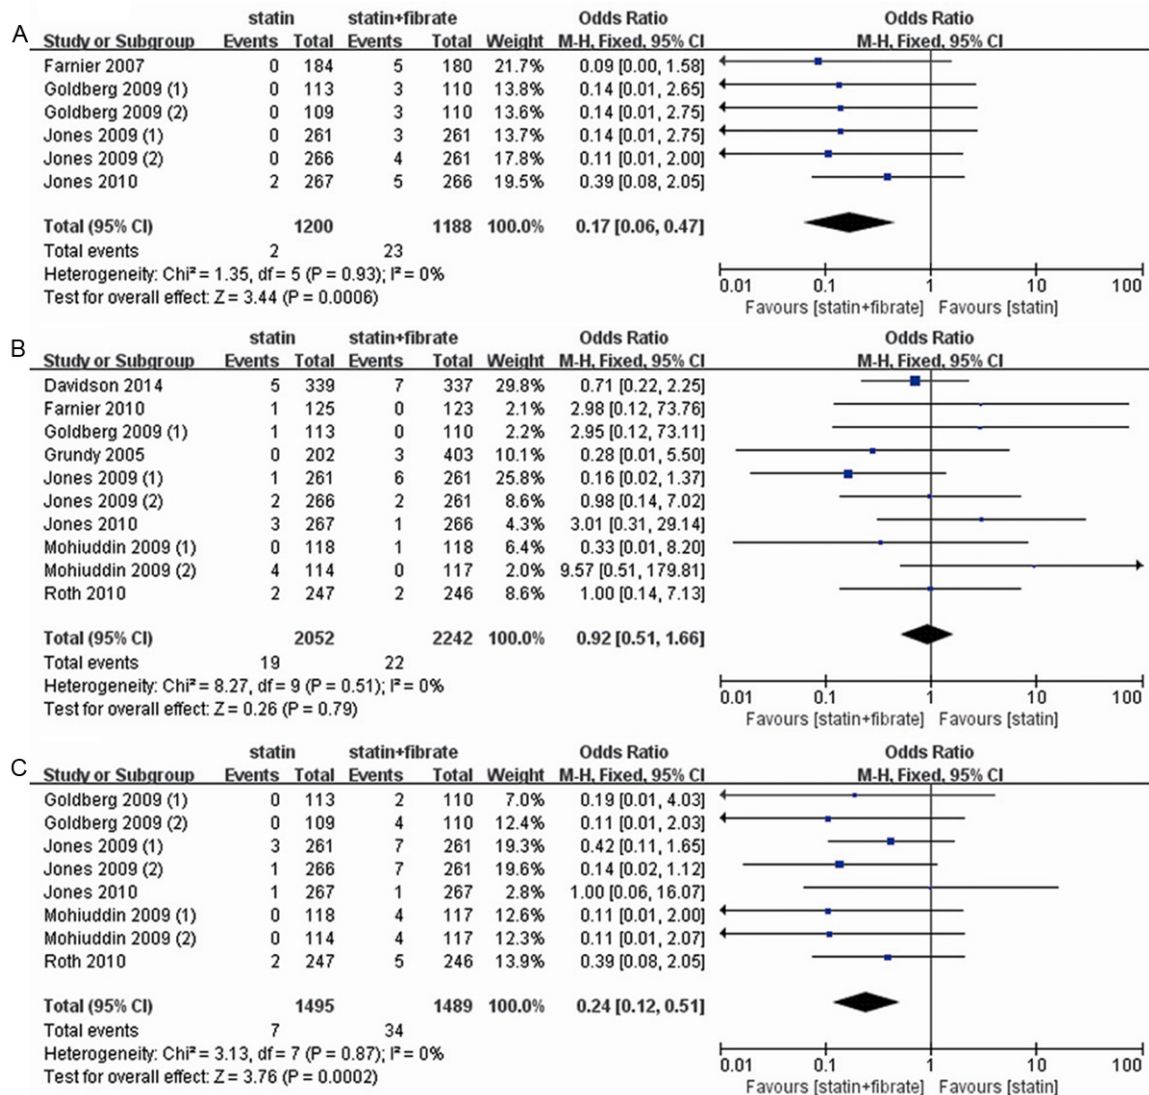 A
statin statin+fibrate Odds Ratio Odds Ratio
Study or Subgroup Events Total Events Total Weight M-H, Fixed, 95% CI M-H, Fixed, 95% CI
Farnier 2007 0 184 5 180 21.7% 0.09 [0.00, 1.58]
Goldberg 2009 (1) 0 113 3 110 13.8% 0.14 [0.01, 2.65]
Goldberg 2009 (2) 0 109 3 110 13.6% 0.14 [0.01, 2.75]
Jones 2009 (1) 0 261 3 261 13.7% 0.14 [0.01, 2.75]
Jones 2009 (2) 0 266 4 261 17.8% 0.11 [0.01, 2.00]
Jones 2010 2 267 5 266 19.5% 0.39 [0.08, 2.05]
Total (95% CI) 1200 1188 100.0% 0.17 [0.06, 0.47]
Total events 2 23
Heterogeneity: Chi² = 1.35, df = 5 (P = 0.93); I² = 0%
Test for overall effect: Z = 3.44 (P = 0.0006)
0.01 0.1 1 10 100
Favours [statin+fibrate] Favours [statin]
B
statin statin+fibrate Odds Ratio Odds Ratio
Study or Subgroup Events Total Events Total Weight M-H, Fixed, 95% CI M-H, Fixed, 95% CI
Davidson 2014 5 339 7 337 29.8% 0.71 [0.22, 2.25]
Farnier 2010 1 125 0 123 2.1% 2.98 [0.12, 73.76]
Goldberg 2009 (1) 1 113 0 110 2.2% 2.95 [0.12, 73.11]
Grundy 2005 0 202 3 403 10.1% 0.28 [0.01, 5.50]
Jones 2009 (1) 1 261 6 261 25.8% 0.16 [0.02, 1.37]
Jones 2009 (2) 2 266 2 261 8.6% 0.98 [0.14, 7.02]
Jones 2010 3 267 1 266 4.3% 3.01 [0.31, 29.14]
Mohiuddin 2009 (1) 0 118 1 118 6.4% 0.33 [0.01, 8.20]
Mohiuddin 2009 (2) 4 114 0 117 2.0% 9.57 [0.51, 179.81]
Roth 2010 2 247 2 246 8.6% 1.00 [0.14, 7.13]
Total (95% CI) 2052 2242 100.0% 0.92 [0.51, 1.66]
Total events 19 22
Heterogeneity: Chi² = 8.27, df = 9 (P = 0.51); I² = 0%
Test for overall effect: Z = 0.26 (P = 0.79)
0.01 0.1 1 10 100
Favours [statin+fibrate] Favours [statin]
C
statin statin+fibrate Odds Ratio Odds Ratio
Study or Subgroup Events Total Events Total Weight M-H, Fixed, 95% CI M-H, Fixed, 95% CI
Goldberg 2009 (1) 0 113 2 110 7.0% 0.19 [0.01, 4.03]
Goldberg 2009 (2) 0 109 4 110 12.4% 0.11 [0.01, 2.03]
Jones 2009 (1) 3 261 7 261 19.3% 0.42 [0.11, 1.65]
Jones 2009 (2) 1 266 7 261 19.6% 0.14 [0.02, 1.12]
Jones 2010 1 267 1 267 2.8% 1.00 [0.06, 16.07]
Mohiuddin 2009 (1) 0 118 4 117 12.6% 0.11 [0.01, 2.00]
Mohiuddin 2009 (2) 0 114 4 117 12.3% 0.11 [0.01, 2.07]
Roth 2010 2 247 5 246 13.9% 0.39 [0.08, 2.05]
Total (95% CI) 1495 1489 100.0% 0.24 [0.12, 0.51]
Total events 7 34
Heterogeneity: Chi² = 3.13, df = 7 (P = 0.87); I² = 0%
Test for overall effect: Z = 3.76 (P = 0.0002)
0.01 0.1 1 10 100
Favours [statin+fibrate] Favours [statin]